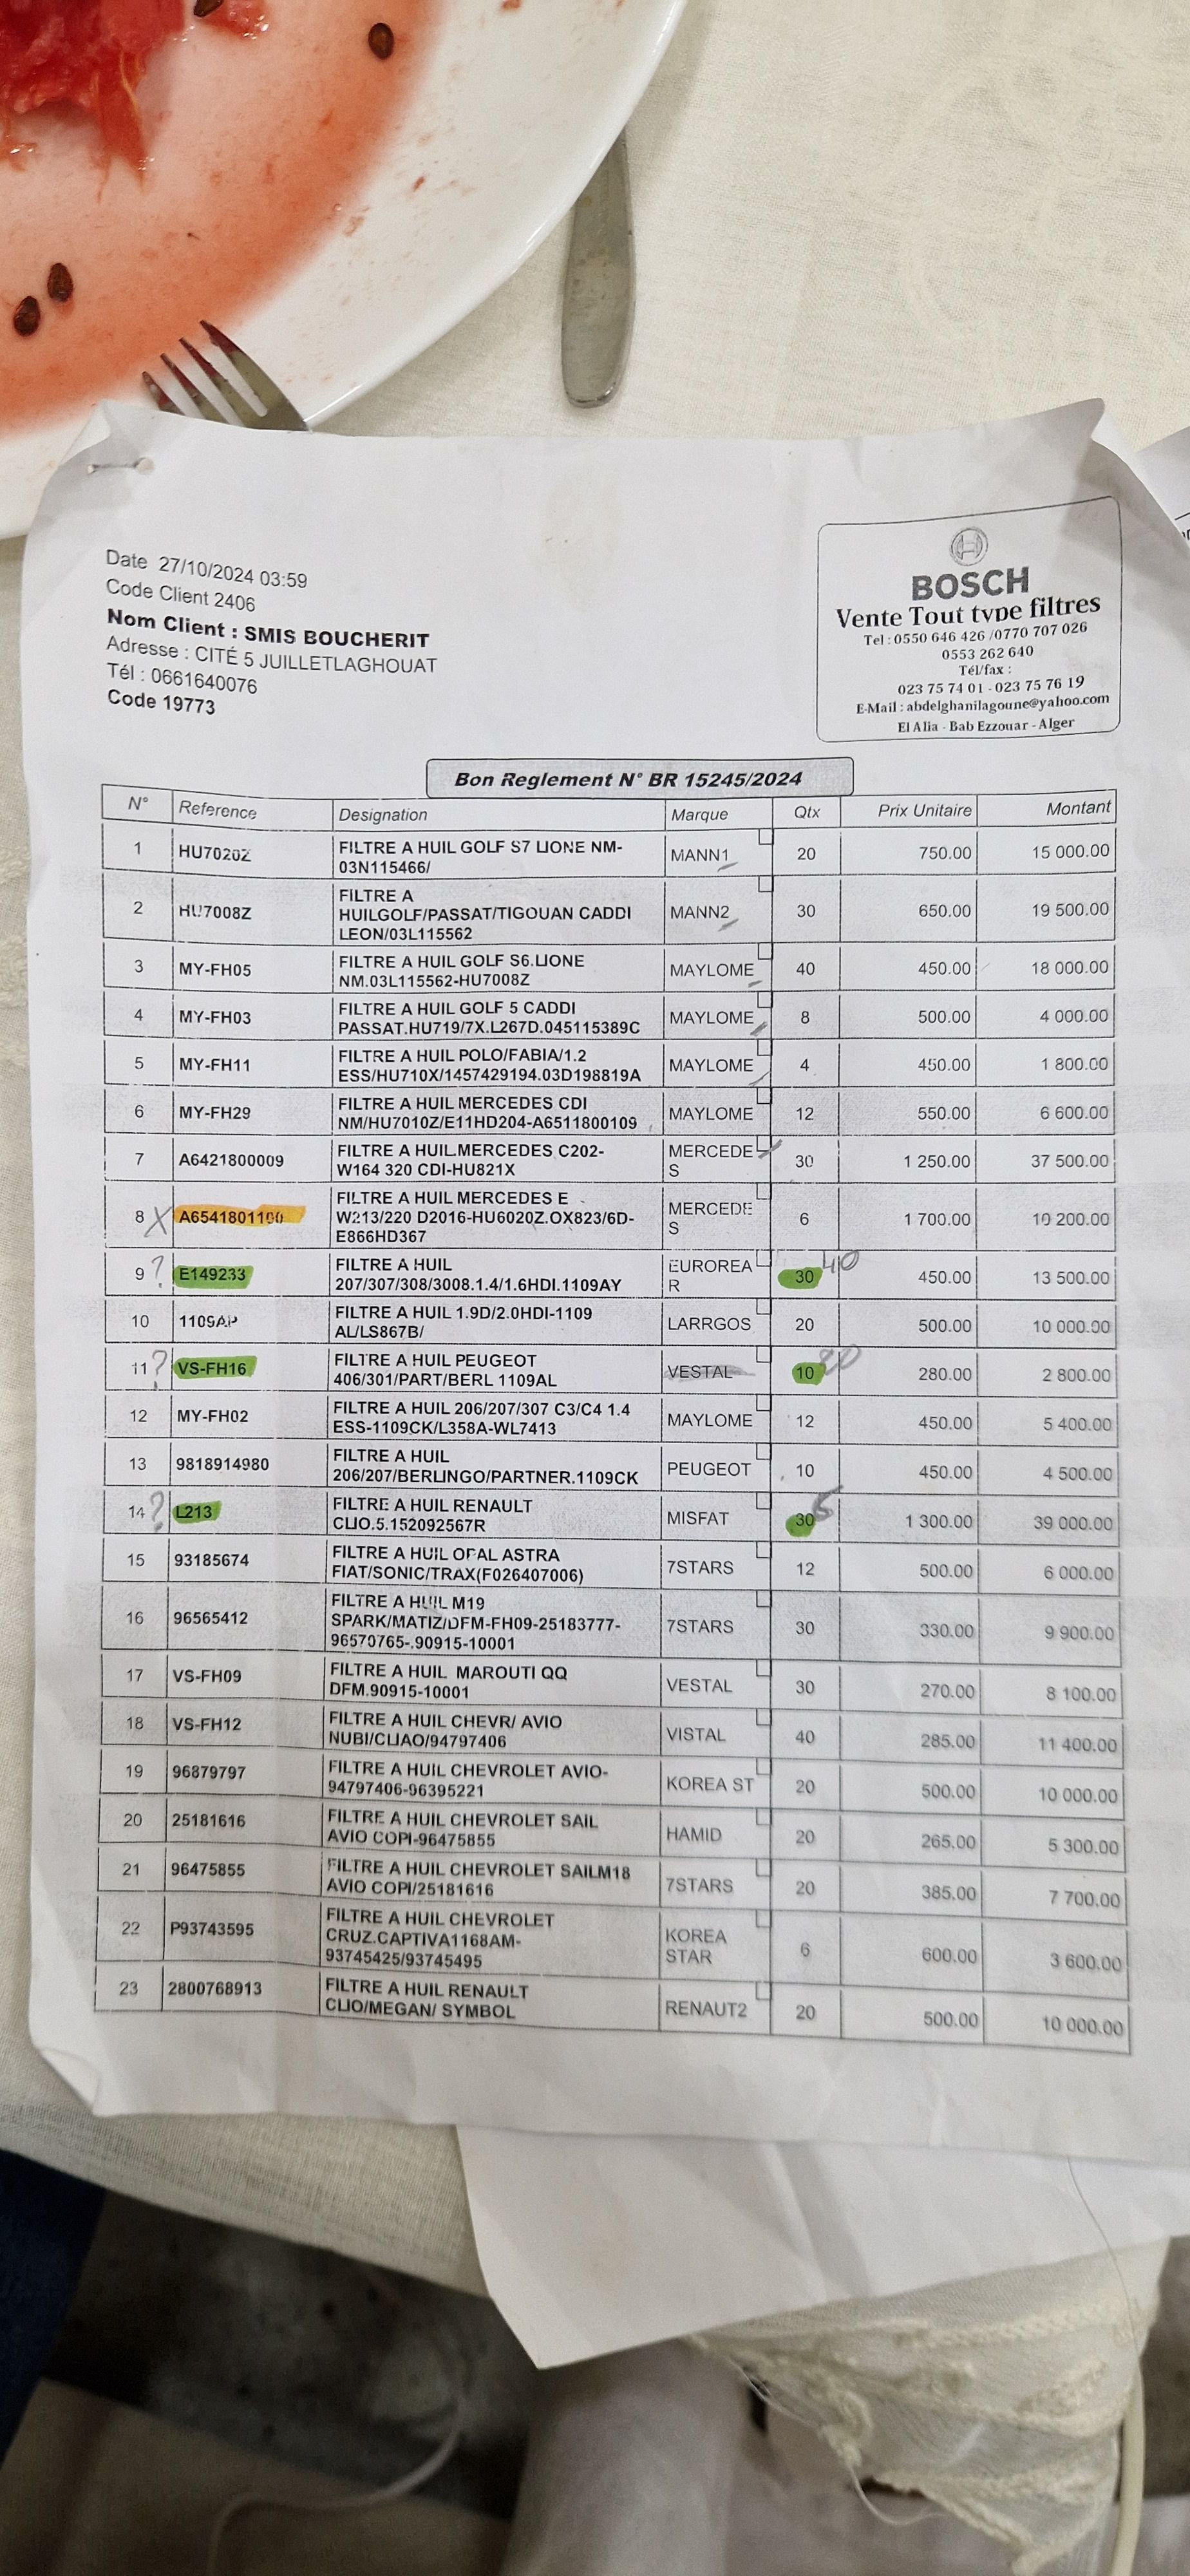 Date 27/10/2024 03:59
Code Client 2406
Nom Client : SMIS BOUCHERIT
Adresse : CITÉ 5 JUILLETLAGHOUAT
Tél : 0661640076
Code 19773
BOSCH
Vente Tout type filtres
Tel : 0550 646 426 /0770 707 026
0553 262 640
Tél/fax :
023 75 74 01 - 023 75 76 19
E-Mail : abdelghanilagoune@yahoo.com
El Alia - Bab Ezzouar - Alger
Bon Reglement N° BR 15245/2024
N° Reference Designation Marque Qtx Prix Unitaire Montant
1 HU7020Z FILTRE A HUIL GOLF S7 LIONE NM- MANN1 20 750.00 15 000.00
03N115466/
2 HU7008Z FILTRE A MANN2 30 650.00 19 500.00
HUILGOLF/PASSAT/TIGOUAN CADDI
LEON/03L115562
3 MY-FH05 FILTRE A HUIL GOLF S6.LIONE MAYLOME 40 450.00 18 000.00
NM.03L115562-HU7008Z
4 MY-FH03 FILTRE A HUIL GOLF 5 CADDI MAYLOME 8 500.00 4 000.00
PASSAT.HU719/7X.L267D.045115389C
5 MY-FH11 FILTRE A HUIL POLO/FABIA/1.2 MAYLOME 4 450.00 1 800.00
ESS/HU710X/1457429194.03D198819A
6 MY-FH29 FILTRE A HUIL MERCEDES CDI MAYLOME 12 550.00 6 600.00
NM/HU7010Z/E11HD204-A6511800109
7 A6421800009 FILTRE A HUIL.MERCEDES C202- MERCEDE 30 1 250.00 37 500.00
W164 320 CDI-HU821X S
8 X A6541801100 FILTRE A HUIL MERCEDES E MERCEDE 6 1 700.00 10 200.00
W213/220 D2016-HU6020Z.OX823/6D- S
E866HD367
9 ? E149233 FILTRE A HUIL EUROREA 30 40 450.00 13 500.00
207/307/308/3008.1.4/1.6HDI.1109AY R
10 1109AP FILTRE A HUIL 1.9D/2.0HDI-1109 LARRGOS 20 500.00 10 000.00
AL/LS867B/
11 ? VS-FH16 FILTRE A HUIL PEUGEOT VESTAL 10 20 280.00 2 800.00
406/301/PART/BERL 1109AL
12 MY-FH02 FILTRE A HUIL 206/207/307 C3/C4 1.4 MAYLOME 12 450.00 5 400.00
ESS-1109CK/L358A-WL7413
13 9818914980 FILTRE A HUIL PEUGEOT 10 450.00 4 500.00
206/207/BERLINGO/PARTNER.1109CK
14 ? L213 FILTRE A HUIL RENAULT MISFAT 30 1 300.00 39 000.00
CLIO.5.152092567R
15 93185674 FILTRE A HUIL OPAL ASTRA 7STARS 12 500.00 6 000.00
FIAT/SONIC/TRAX(F026407006)
16 96565412 FILTRE A HUIL M19 7STARS 30 330.00 9 900.00
SPARK/MATIZ/DFM-FH09-25183777-
96570765-.90915-10001
17 VS-FH09 FILTRE A HUIL MAROUTI QQ VESTAL 30 270.00 8 100.00
DFM.90915-10001
18 VS-FH12 FILTRE A HUIL CHEVR/ AVIO VISTAL 40 285.00 11 400.00
NUBI/CLIAO/94797406
19 96879797 FILTRE A HUIL CHEVROLET AVIO- KOREA ST 20 500.00 10 000.00
94797406-96395221
20 25181616 FILTRE A HUIL CHEVROLET SAIL HAMID 20 265.00 5 300.00
AVIO COPI-96475855
21 96475855 FILTRE A HUIL CHEVROLET SAILM18 7STARS 20 385.00 7 700.00
AVIO COPI/25181616
22 P93743595 FILTRE A HUIL CHEVROLET KOREA 6 600.00 3 600.00
CRUZ.CAPTIVA1168AM- STAR
93745425/93745495
23 2800768913 FILTRE A HUIL RENAULT RENAUT2 20 500.00 10 000.00
CLIO/MEGAN/ SYMBOL